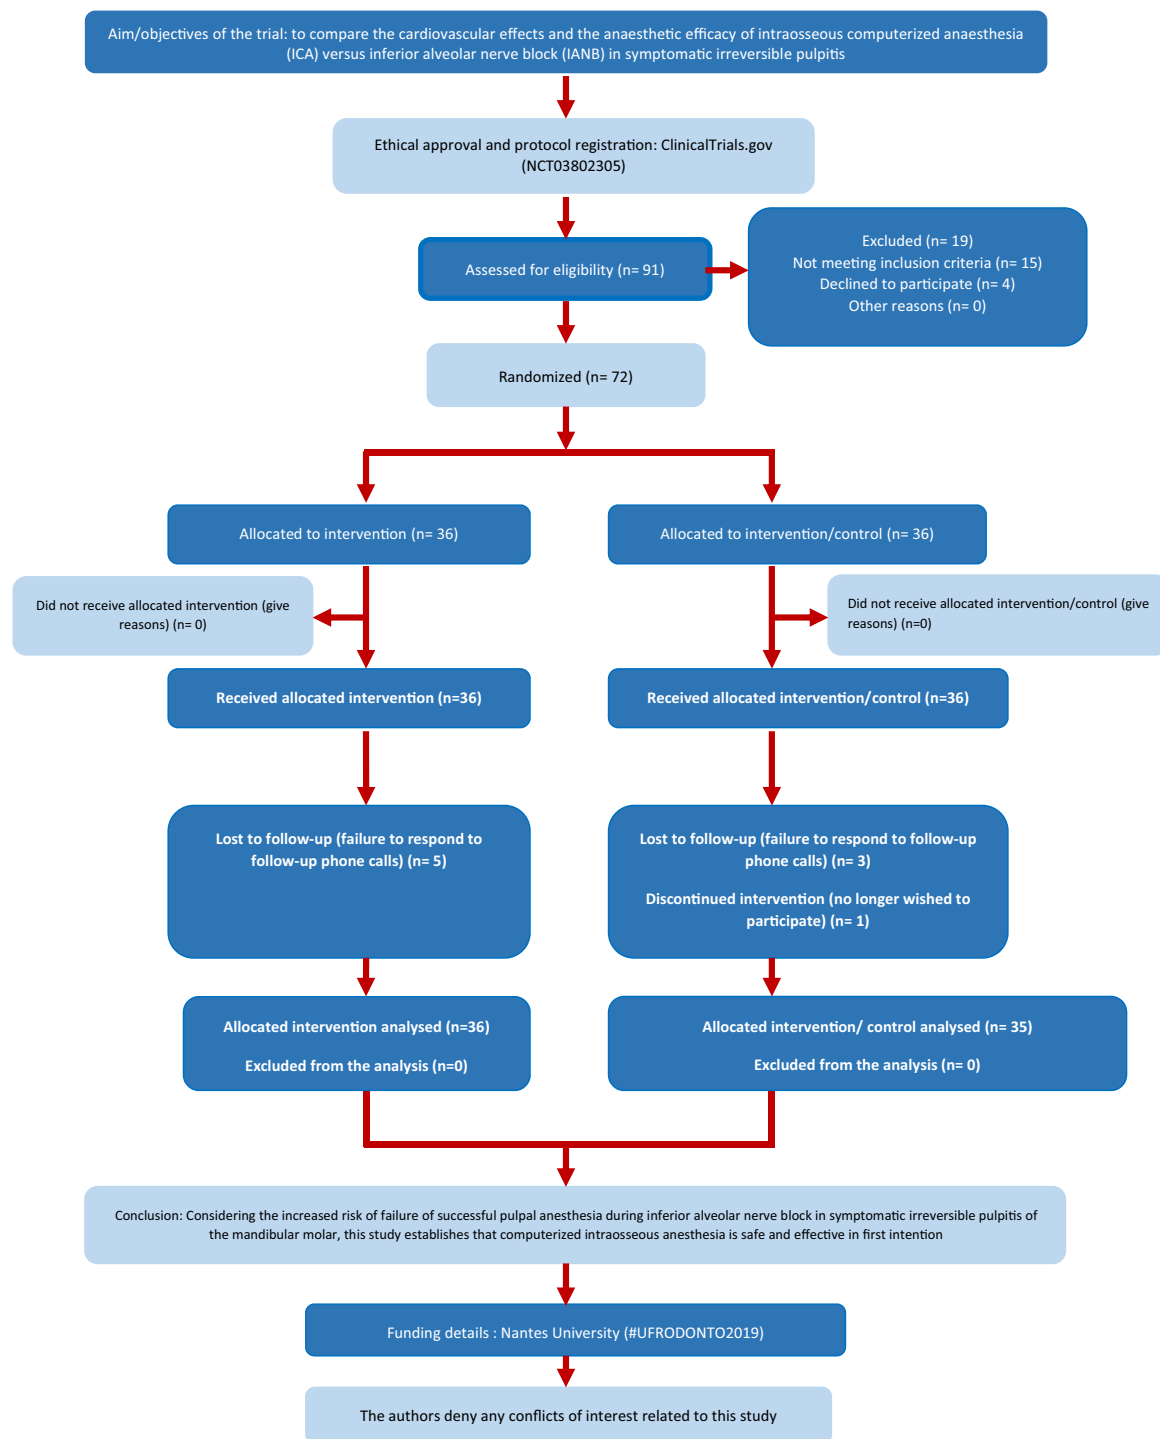 Aim/objectives of the trial: to compare the cardiovascular effects and the anaesthetic efficacy of intraosseous computerized anaesthesia
(ICA) versus inferior alveolar nerve block (IANB) in symptomatic irreversible pulpitis
Ethical approval and protocol registration: ClinicalTrials.gov
(NCT03802305)
Assessed for eligibility (n= 91)
Excluded (n= 19)
Not meeting inclusion criteria (n= 15)
Declined to participate (n= 4)
Other reasons (n= 0)
Randomized (n= 72)
Allocated to intervention (n= 36)
Allocated to intervention/control (n= 36)
Did not receive allocated intervention (give
reasons) (n= 0)
Did not receive allocated intervention/control (give
reasons) (n=0)
Received allocated intervention (n=36)
Received allocated intervention/control (n=36)
Lost to follow-up (failure to respond to
follow-up phone calls) (n= 5)
Lost to follow-up (failure to respond to follow-up
phone calls) (n= 3)
Discontinued intervention (no longer wished to
participate) (n= 1)
Allocated intervention analysed (n=36)
Excluded from the analysis (n=0)
Allocated intervention/ control analysed (n= 35)
Excluded from the analysis (n= 0)
Conclusion: Considering the increased risk of failure of successful pulpal anesthesia during inferior alveolar nerve block in symptomatic irreversible pulpitis of
the mandibular molar, this study establishes that computerized intraosseous anesthesia is safe and effective in first intention
Funding details : Nantes University (#UFRODONTO2019)
The authors deny any conflicts of interest related to this study